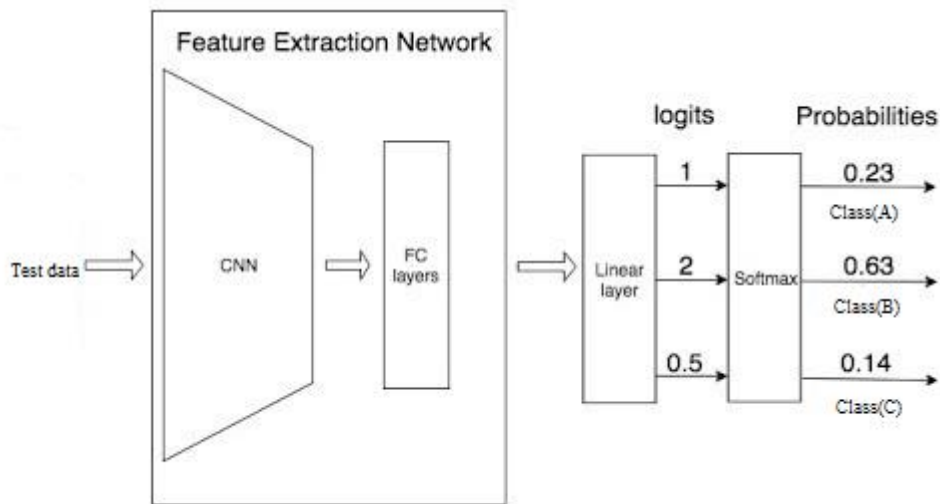 Feature Extraction Network
logits
Probabilities
1
0.23
Class(A)
Test data
CNN
FC
layers
Linear
layer
2
Softmax
0.63
Class(B)
0.5
0.14
Class(C)